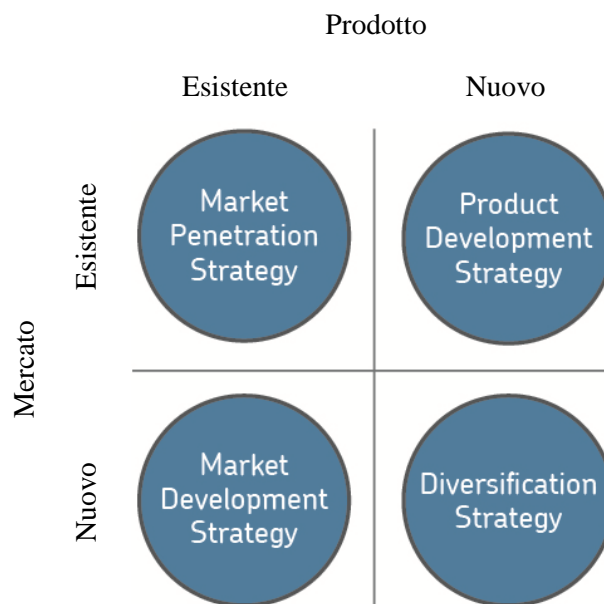 Prodotto
Esistente
Nuovo
Mercato
Esistente
Market
Penetration
Strategy
Product
Development
Strategy
Nuovo
Market
Development
Strategy
Diversification
Strategy